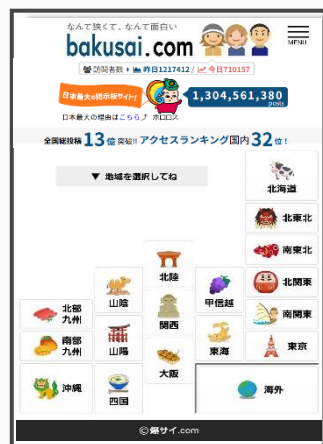 なんて狭くて、なんて面白い
bakusai.com
MENU
訪問者数 昨日1217412 / 今日710157
日本最大の掲示板サイト!
1,304,561,380
posts
日本最大の理由はこちら ホロロス
全国総投稿13億突破!! アクセスランキング国内32位!
▼ 地域を選択してね
北海道
北東北
南東北
北陸
北関東
山陰
甲信越
北部
九州
関西
南関東
南部
九州
山陽
東海
東京
大阪
沖縄
四国
海外
©爆サイ.com